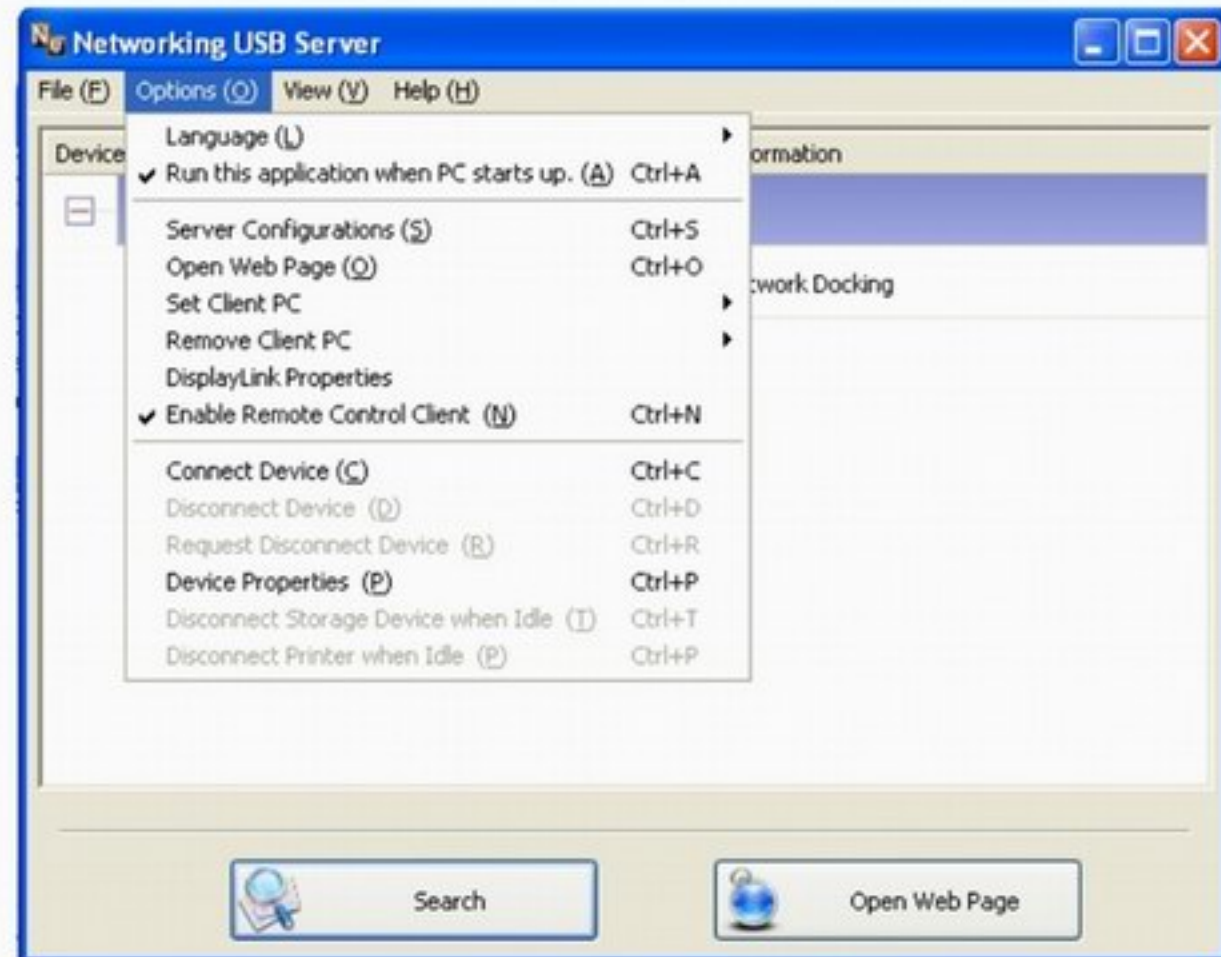 Networking USB Server
File (F) Options (O) View (V) Help (H)
Device ormation
Language (L)
Run this application when PC starts up. (A) Ctrl+A
Server Configurations (S) Ctrl+S
Open Web Page (O) Ctrl+O
twork Docking
Set Client PC
Remove Client PC
DisplayLink Properties
Enable Remote Control Client (N) Ctrl+N
Connect Device (C) Ctrl+C
Disconnect Device (D) Ctrl+D
Request Disconnect Device (R) Ctrl+R
Device Properties (P) Ctrl+P
Disconnect Storage Device when Idle (T) Ctrl+T
Disconnect Printer when Idle (P) Ctrl+P
Search Open Web Page